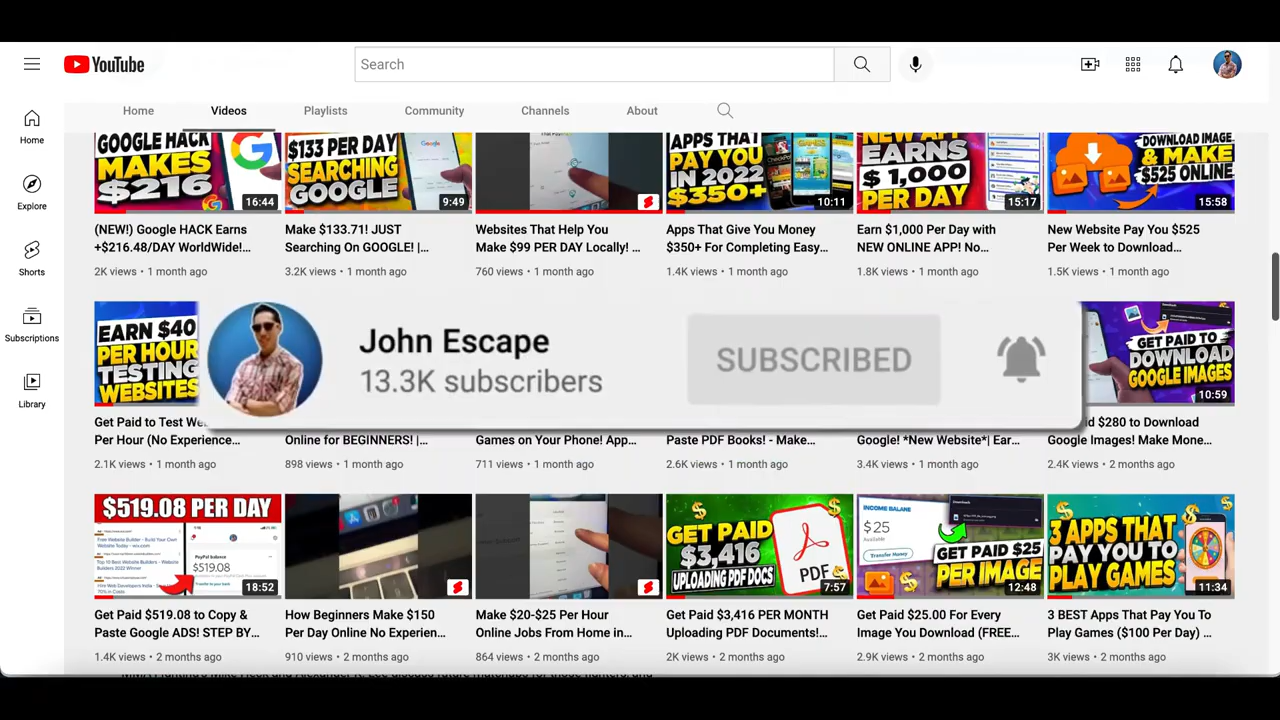 YouTube
Search
Home
Videos
Playlists
Community
Channels
About
Home
Explore
Shorts
Subscriptions
Library
GOOGLE HACK
MAKES
$216
16:44
$133 PER DAY
SEARCHING
GOOGLE
9:49
APPS THAT
PAY YOU
IN 2022
$350+
10:11
NEW APP
EARNS
$ 1,000
PER DAY
15:17
DOWNLOAD IMAGE
& MAKE
$525 ONLINE
15:58
(NEW!) Google HACK Earns
+$216.48/DAY WorldWide!...
2K views • 1 month ago
Make $133.71! JUST
Searching On GOOGLE! |...
3.2K views • 1 month ago
Websites That Help You
Make $99 PER DAY Locally! ...
760 views • 1 month ago
Apps That Give You Money
$350+ For Completing Easy...
1.4K views • 1 month ago
Earn $1,000 Per Day with
NEW ONLINE APP! No...
1.8K views • 1 month ago
New Website Pay You $525
Per Week to Download...
1.5K views • 1 month ago
EARN $40
PER HOUR
TESTING
WEBSITES
John Escape
13.3K subscribers
SUBSCRIBED
GET PAID TO
DOWNLOAD
GOOGLE IMAGES
10:59
Get Paid to Test
Per Hour (No Experience...
2.1K views • 1 month ago
Online for BEGINNERS! |...
898 views • 1 month ago
Games on Your Phone! App...
711 views • 1 month ago
Paste PDF Books! - Make...
2.6K views • 1 month ago
Google! *New Website*| Ear...
3.4K views • 1 month ago
$280 to Download
Google Images! Make Mone...
2.4K views • 2 months ago
$519.08 PER DAY
PayPal balance
$519.08
18:52
GET PAID
$3,416
UPLOADING PDF DOCS
PDF
7:57
INCOME BALANE
$25
Available
Transfer Money
GET PAID $25
PER IMAGE
12:48
3 APPS THAT
PAY YOU TO
PLAY GAMES
11:34
Get Paid $519.08 to Copy &
Paste Google ADS! STEP BY...
1.4K views • 2 months ago
How Beginners Make $150
Per Day Online No Experien...
910 views • 2 months ago
Make $20-$25 Per Hour
Online Jobs From Home in...
864 views • 2 months ago
Get Paid $3,416 PER MONTH
Uploading PDF Documents!...
2K views • 2 months ago
Get Paid $25.00 For Every
Image You Download (FREE...
2.9K views • 2 months ago
3 BEST Apps That Pay You To
Play Games ($100 Per Day) ...
3K views • 2 months ago